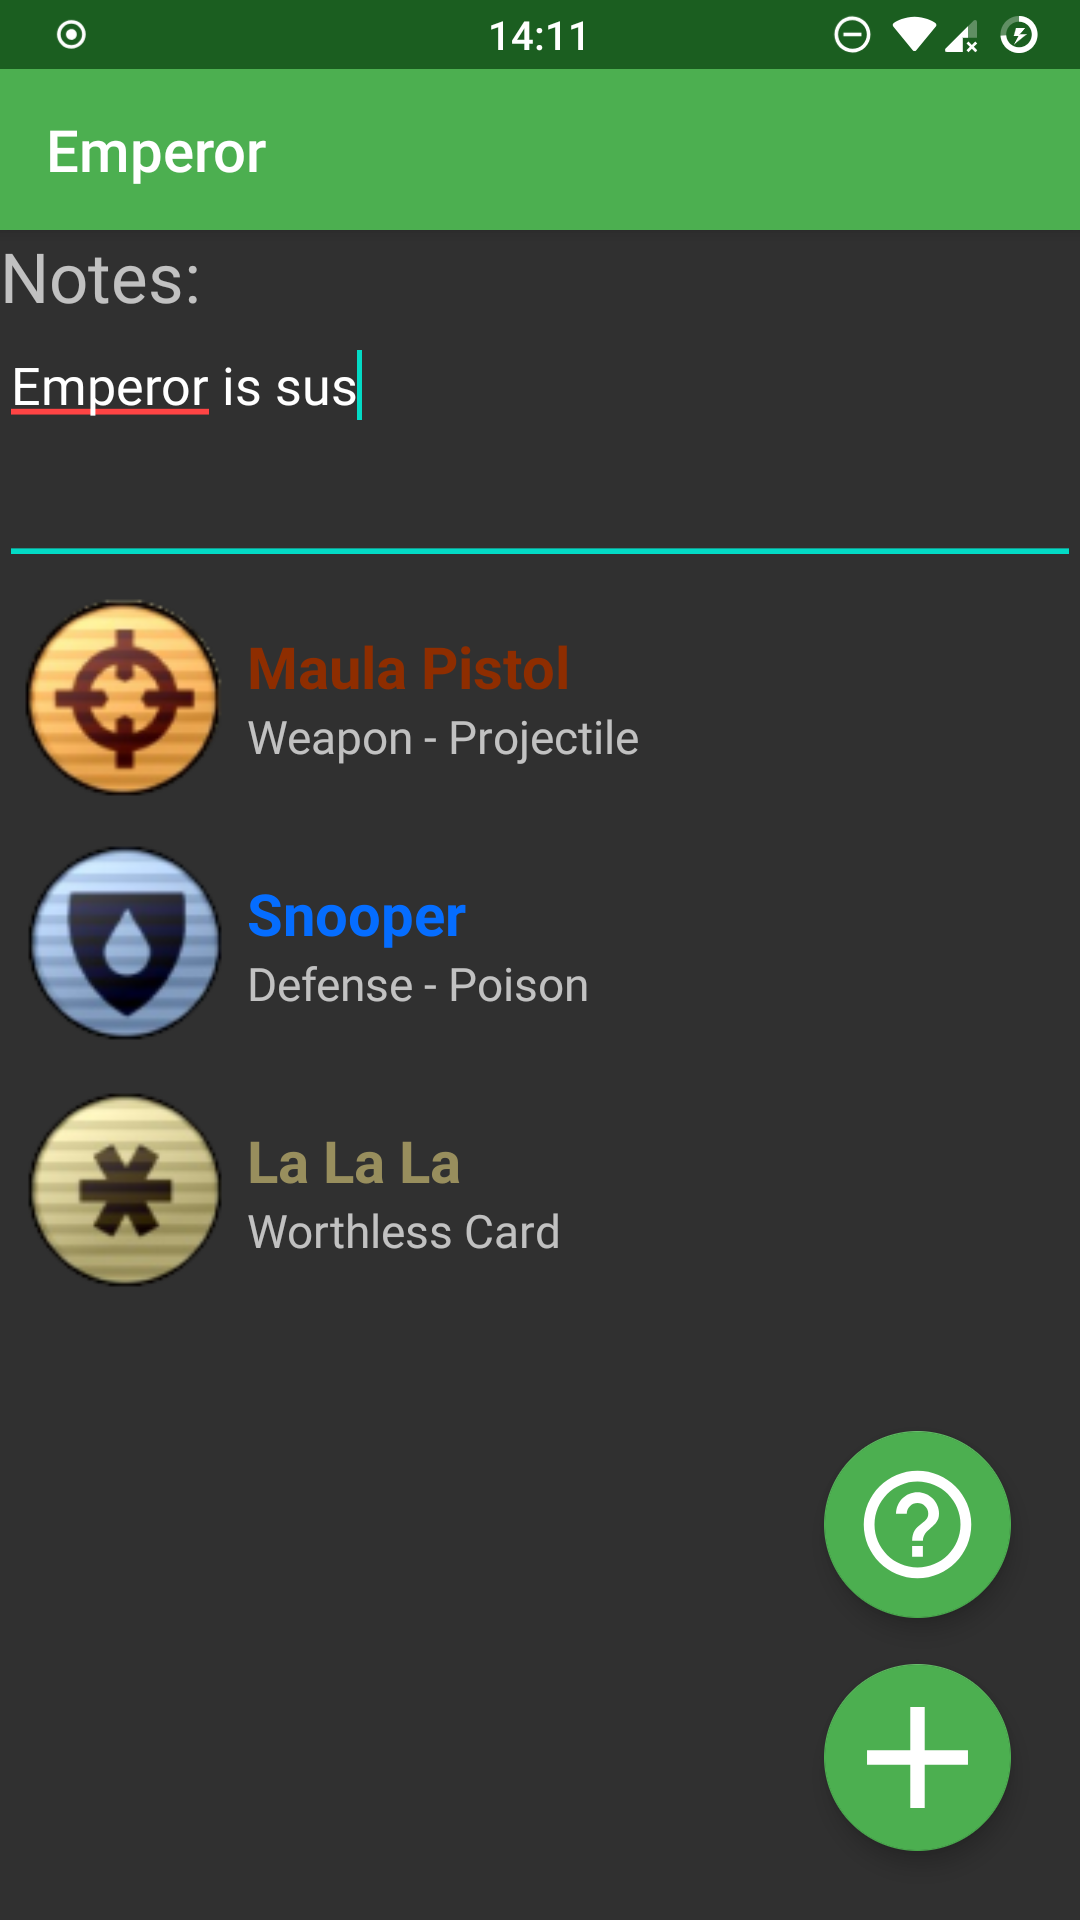 14:11
Emperor
Notes:
Emperor is sus
Maula Pistol
Weapon - Projectile
Snooper
Defense - Poison
La La La
Worthless Card